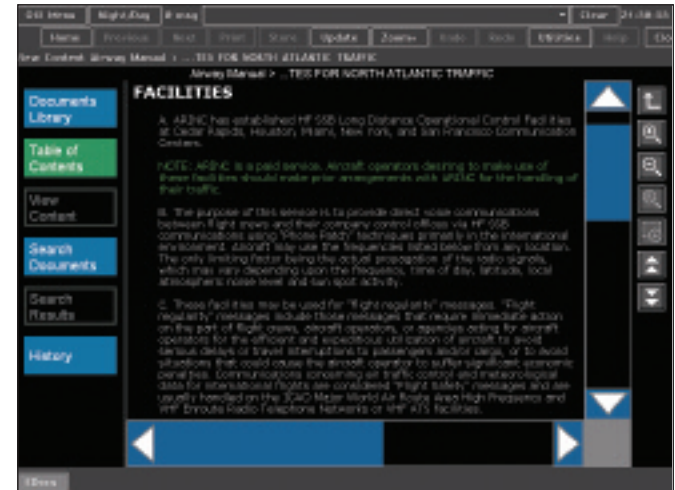 Night/Day
Clear
Home Previous Next Print Store Update Zoom+ Undo Redo Utilities Help
View Content Airway Manual > ...TES FOR NORTH ATLANTIC TRAFFIC
Airway Manual > ...TES FOR NORTH ATLANTIC TRAFFIC
Documents
Library
Table of
Contents
View
Content
Search
Documents
Search
Results
History
FACILITIES
A. ARINC has established HF SSB Long Distance Operational Control Facilities
at Cedar Rapids, Houston, Miami, New York, and San Francisco Communication
Centers.
NOTE: ARINC is a paid service. Aircraft operators desiring to make use of
these facilities should make prior arrangements with ARINC for the handling of
their traffic.
B. The purpose of this service is to provide direct voice communications
between flight crews and their company control offices via HF SSB
communications using "Phone Patch" techniques primarily in the international
environment. Aircraft may use the frequencies listed below from any location.
The only limiting factor being the actual propagation of the radio signals,
which may vary depending upon the frequency, time of day, latitude, local
atmospheric noise level and sun spot activity.
C. These facilities may be used for "flight regularity" messages. "Flight
regularity" messages include those messages that require immediate action
on the part of flight crews, aircraft operators, or agencies acting for aircraft
operators for the efficient and expeditious utilization of aircraft to avoid
serious delays or travel interruptions to passengers and/or cargo, or to avoid
situations that could cause the aircraft operator to suffer significant economic
penalties. Communications concerning air traffic control and meteorological
data for international flights are considered "Flight Safety" messages and are
usually handled on the ICAO Major World Air Route Area High Frequency and
VHF Enroute Radio Telephone Networks or VHF ATS facilities.